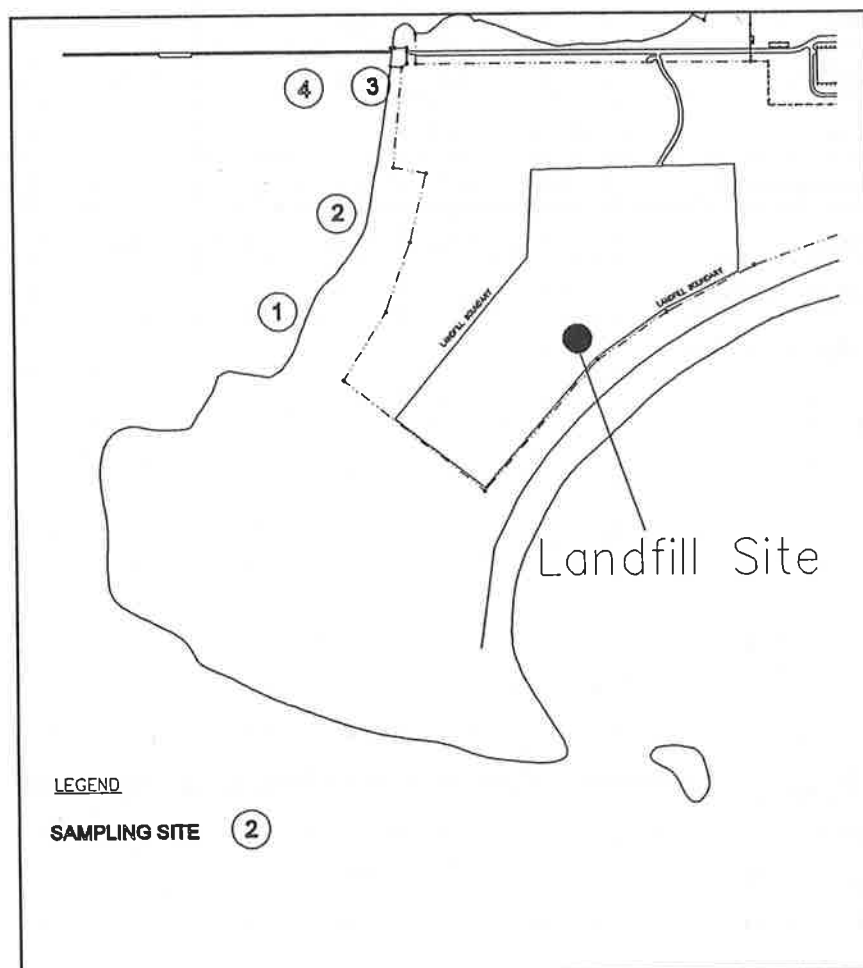 4
3
2
1
LANDFILL BOUNDARY
LANDFILL BOUNDARY
Landfill Site
LEGEND
SAMPLING SITE 2